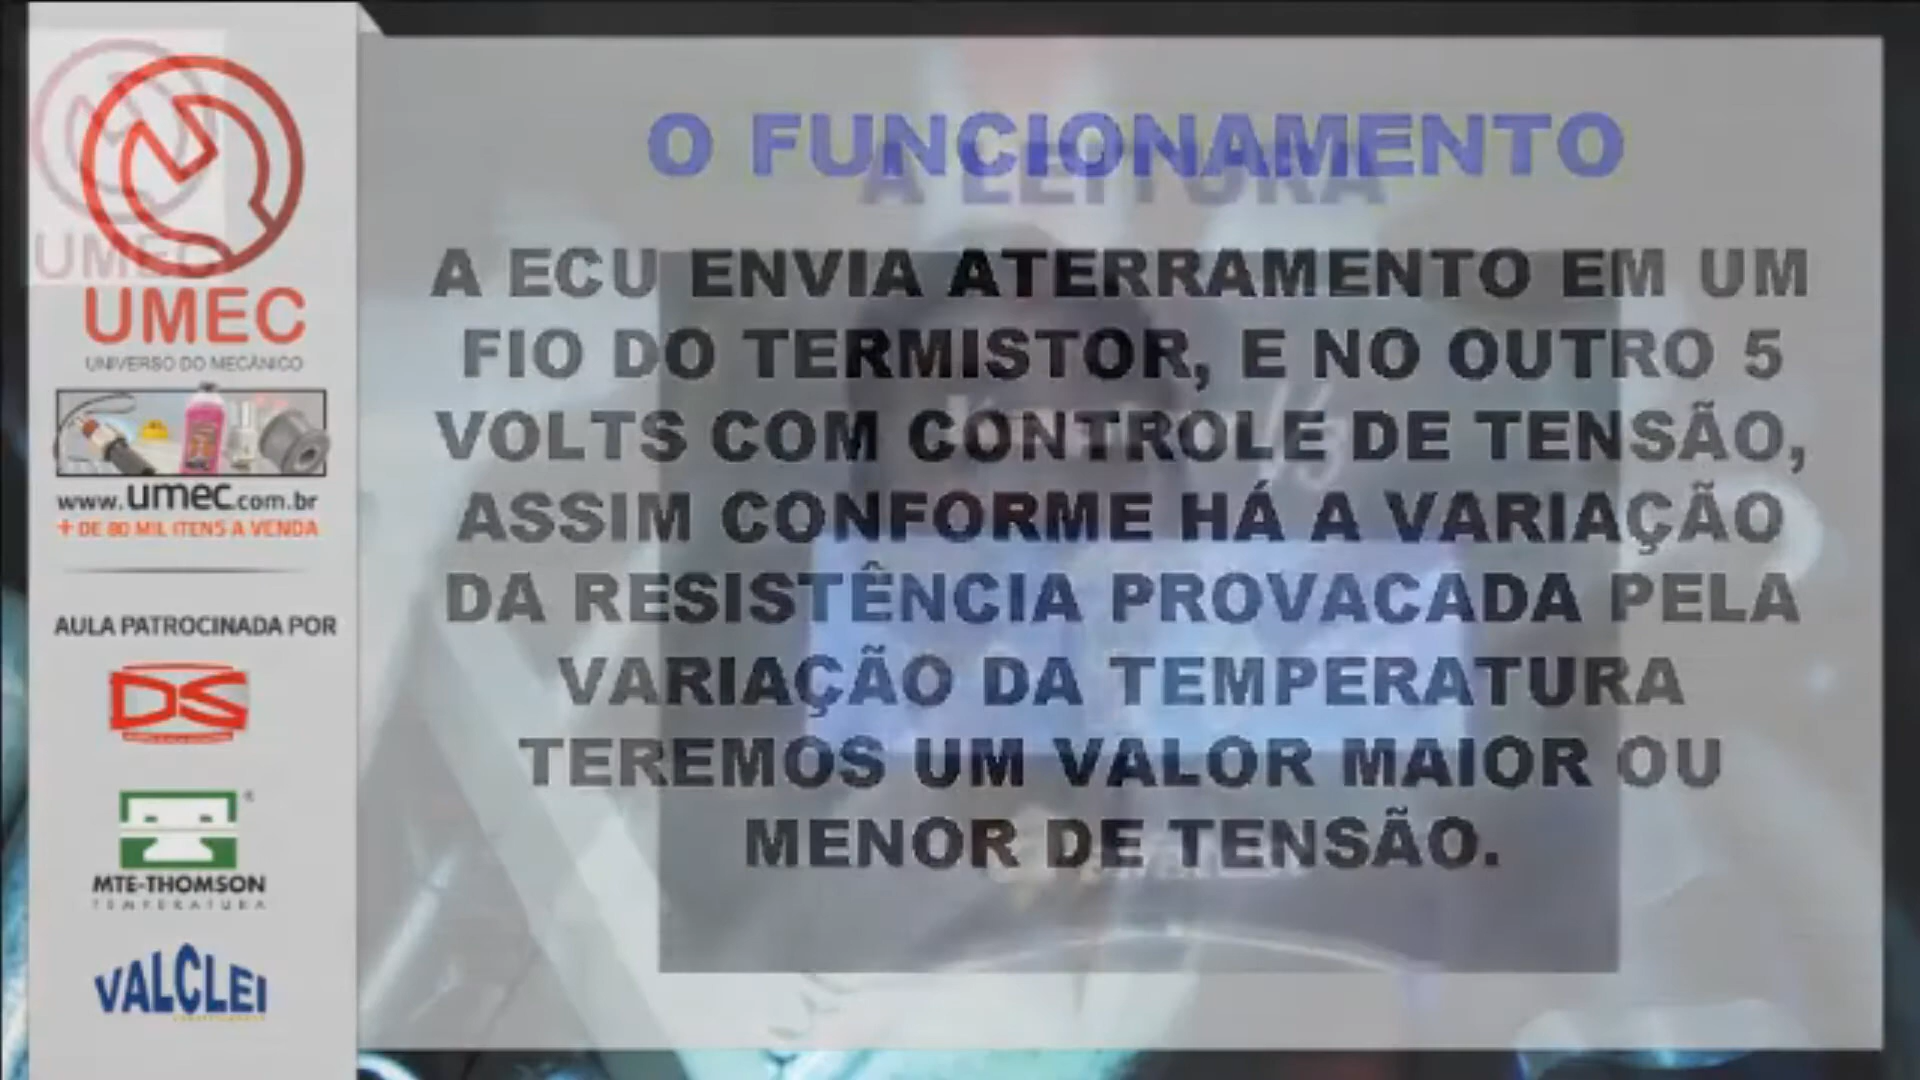 UMEC
UMEC
UNIVERSO DO MECÂNICO
www.umec.com.br
+ DE 80 MIL ITENS A VENDA
AULA PATROCINADA POR
DS
MTE-THOMSON
TEMPERATURA
VALCLEI
O FUNCIONAMENTO
A LEITURA
A ECU ENVIA ATERRAMENTO EM UM
FIO DO TERMISTOR, E NO OUTRO 5
VOLTS COM CONTROLE DE TENSÃO,
ASSIM CONFORME HÁ A VARIAÇÃO
DA RESISTÊNCIA PROVACADA PELA
VARIAÇÃO DA TEMPERATURA
TEREMOS UM VALOR MAIOR OU
MENOR DE TENSÃO.